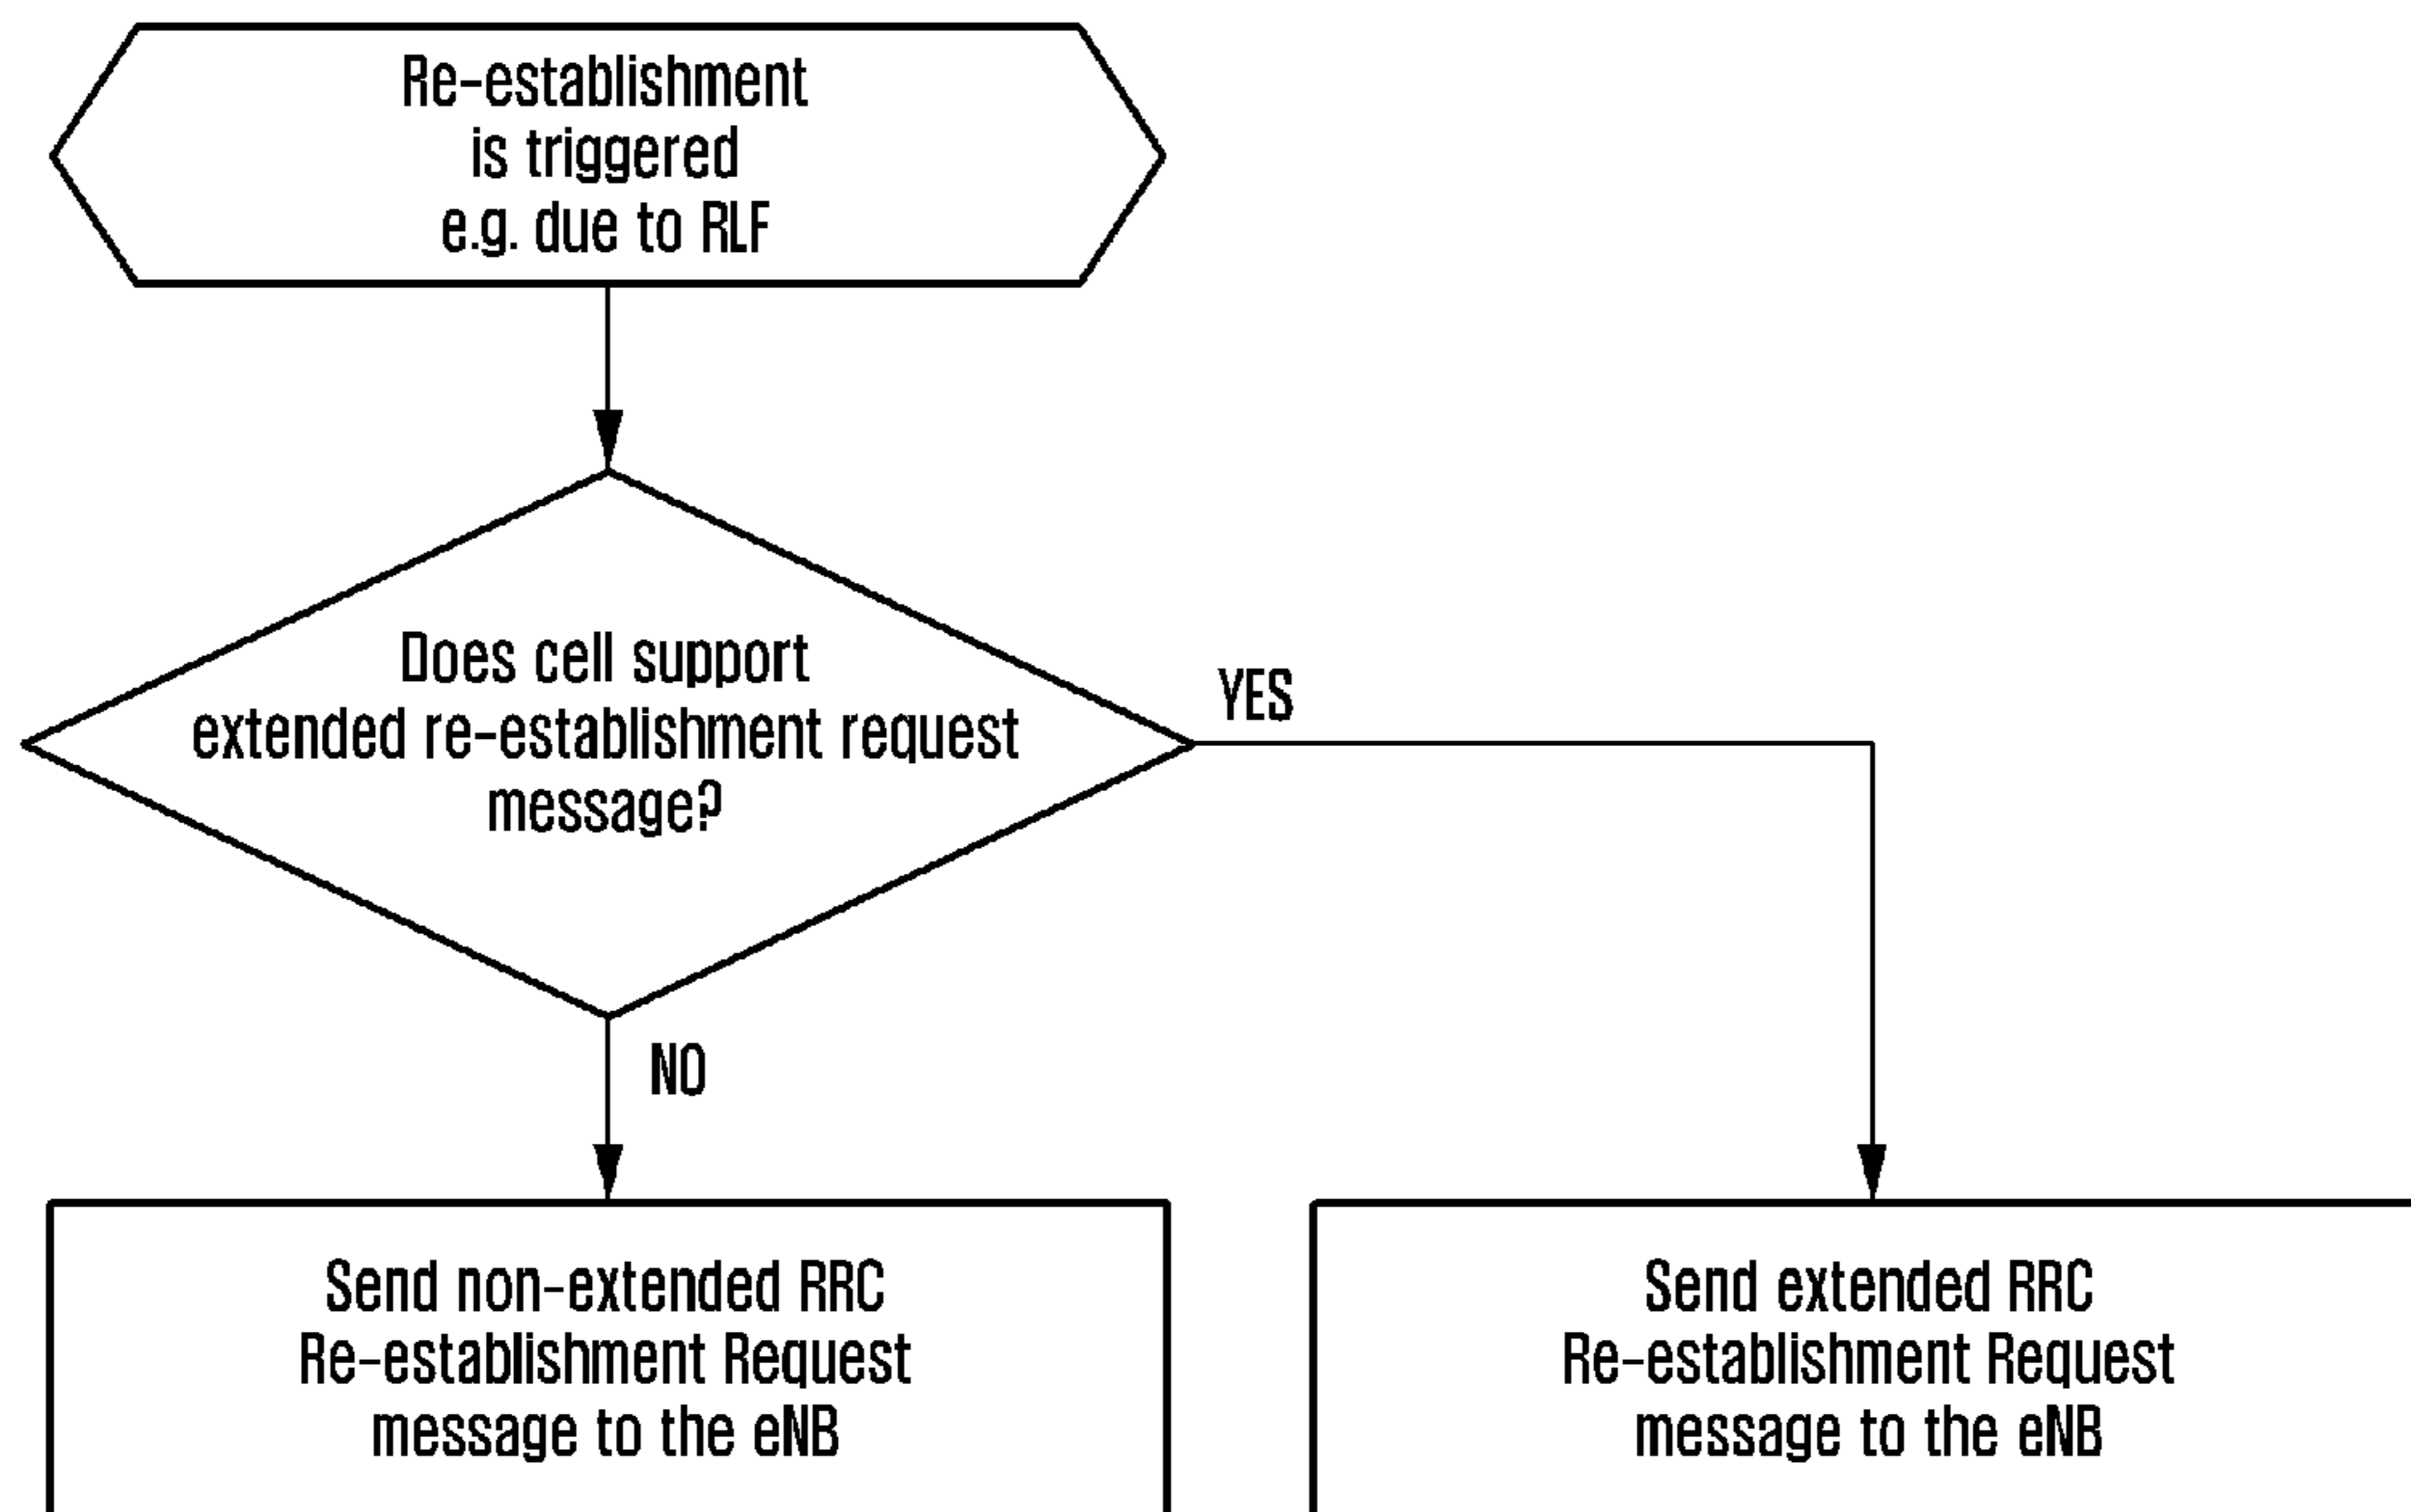 Re-establishment
is triggered
e.g. due to RLF
Does cell support
extended re-establishment request
message?
YES
NO
Send non-extended RRC
Re-establishment Request
message to the eNB
Send extended RRC
Re-establishment Request
message to the eNB